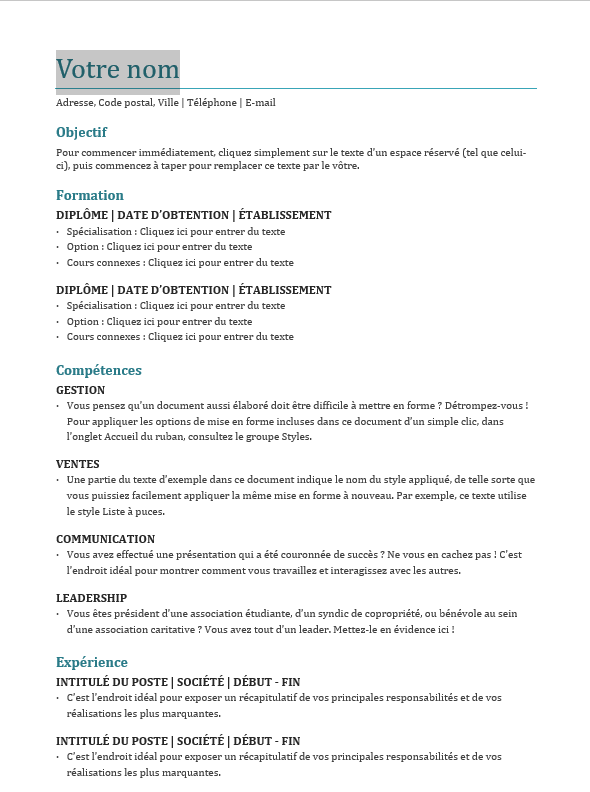 Votre nom
Adresse, Code postal, Ville | Téléphone | E-mail
Objectif
Pour commencer immédiatement, cliquez simplement sur le texte d'un espace réservé (tel que celui-
ci), puis commencez à taper pour remplacer ce texte par le vôtre.
Formation
DIPLÔME | DATE D'OBTENTION | ÉTABLISSEMENT
· Spécialisation : Cliquez ici pour entrer du texte
· Option : Cliquez ici pour entrer du texte
· Cours connexes : Cliquez ici pour entrer du texte
DIPLÔME | DATE D'OBTENTION | ÉTABLISSEMENT
· Spécialisation : Cliquez ici pour entrer du texte
· Option : Cliquez ici pour entrer du texte
· Cours connexes : Cliquez ici pour entrer du texte
Compétences
GESTION
· Vous pensez qu'un document aussi élaboré doit être difficile à mettre en forme ? Détrompez-vous !
Pour appliquer les options de mise en forme incluses dans ce document d'un simple clic, dans
l'onglet Accueil du ruban, consultez le groupe Styles.
VENTES
· Une partie du texte d'exemple dans ce document indique le nom du style appliqué, de telle sorte que
vous puissiez facilement appliquer la même mise en forme à nouveau. Par exemple, ce texte utilise
le style Liste à puces.
COMMUNICATION
· Vous avez effectué une présentation qui a été couronnée de succès ? Ne vous en cachez pas ! C'est
l'endroit idéal pour montrer comment vous travaillez et interagissez avec les autres.
LEADERSHIP
· Vous êtes président d'une association étudiante, d'un syndic de copropriété, ou bénévole au sein
d'une association caritative ? Vous avez tout d'un leader. Mettez-le en évidence ici !
Expérience
INTITULÉ DU POSTE | SOCIÉTÉ | DÉBUT - FIN
· C'est l'endroit idéal pour exposer un récapitulatif de vos principales responsabilités et de vos
réalisations les plus marquantes.
INTITULÉ DU POSTE | SOCIÉTÉ | DÉBUT - FIN
· C'est l'endroit idéal pour exposer un récapitulatif de vos principales responsabilités et de vos
réalisations les plus marquantes.